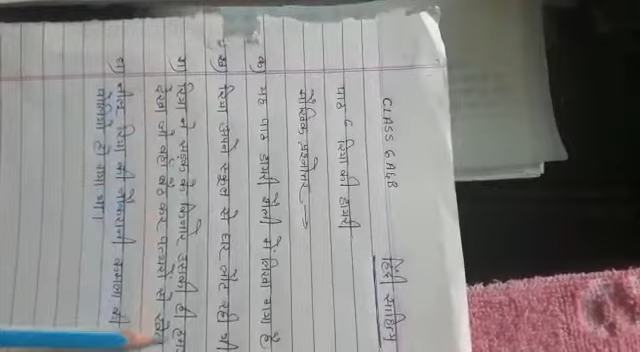 CLASS 6 A & B हिंदी साहित्य
पाठ 6 रिया की डायरी
मौखिक प्रश्नोत्तर →
क) यह पाठ डायरी शैली में लिखा गया है
ख) रिया अपने स्कूल से घर लौट रही थी
ग) रिया ने सड़क के किनारे उसकी ही
देखा जो वहाँ बैठ कर पत्थरों से खेल
घ) नीरू रिया की नौकरानी कमला की